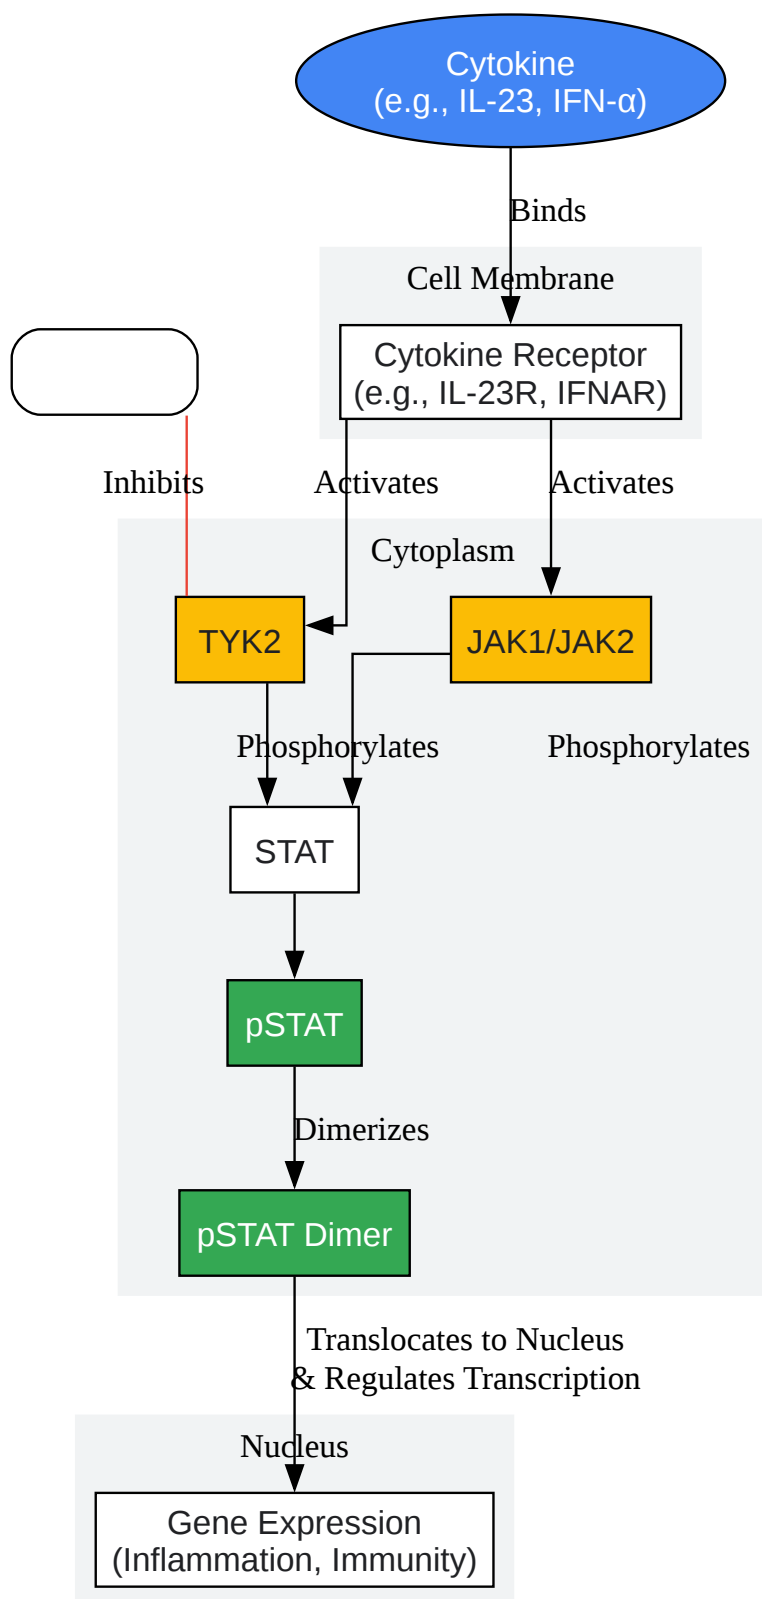 Cytokine
(e.g., IL-23, IFN-α)
Binds
Cell Membrane
Cytokine Receptor
(e.g., IL-23R, IFNAR)
Inhibits
Activates
Activates
Cytoplasm
TYK2
JAK1/JAK2
Phosphorylates
Phosphorylates
STAT
pSTAT
Dimerizes
pSTAT Dimer
Translocates to Nucleus
& Regulates Transcription
Nucleus
Gene Expression
(Inflammation, Immunity)